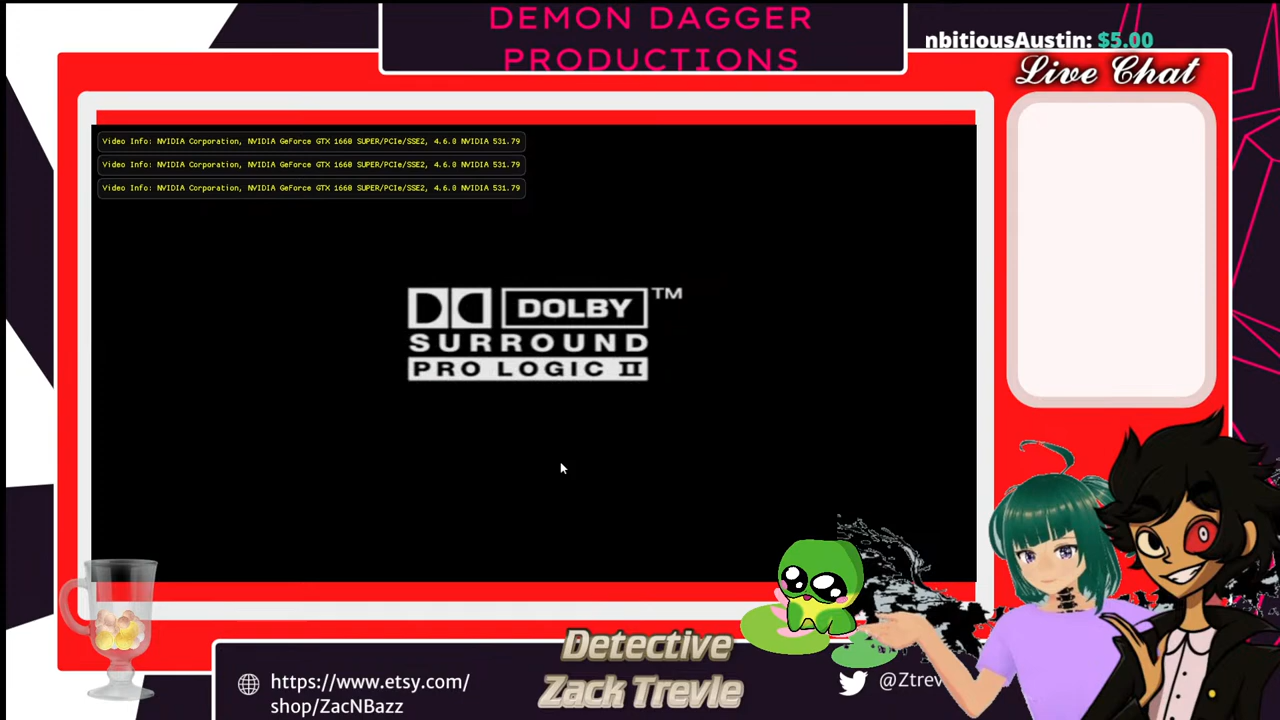 DEMON DAGGER
PRODUCTIONS
nbitiousAustin: $5.00
Live Chat
Video Info: NVIDIA Corporation, NVIDIA GeForce GTX 1660 SUPER/PCIe/SSE2, 4.6.0 NVIDIA 531.79
Video Info: NVIDIA Corporation, NVIDIA GeForce GTX 1660 SUPER/PCIe/SSE2, 4.6.0 NVIDIA 531.79
Video Info: NVIDIA Corporation, NVIDIA GeForce GTX 1660 SUPER/PCIe/SSE2, 4.6.0 NVIDIA 531.79
DOLBY TM
SURROUND
PRO LOGIC II
Detective
Zack Trevle
https://www.etsy.com/
shop/ZacNBazz
@Ztrev